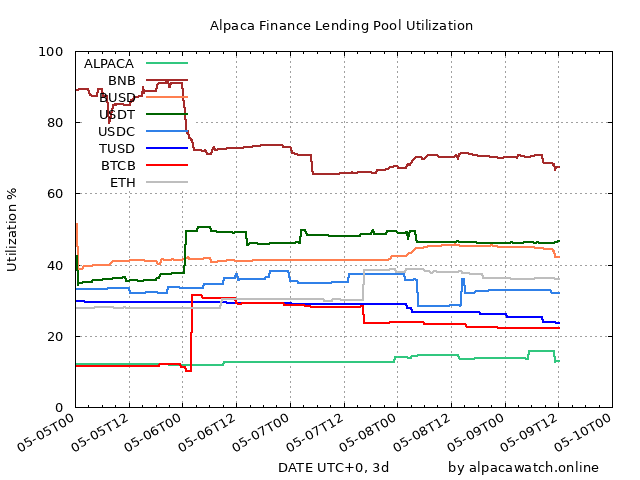 Alpaca Finance Lending Pool Utilization
100
80
60
40
20
0
Utilization %
ALPACA
BNB
BUSD
USDT
USDC
TUSD
BTCB
ETH
05-05T00
05-05T12
05-06T00
05-06T12
05-07T00
05-07T12
05-08T00
05-08T12
05-09T00
05-09T12
05-10T00
DATE UTC+0, 3d
by alpacawatch.online